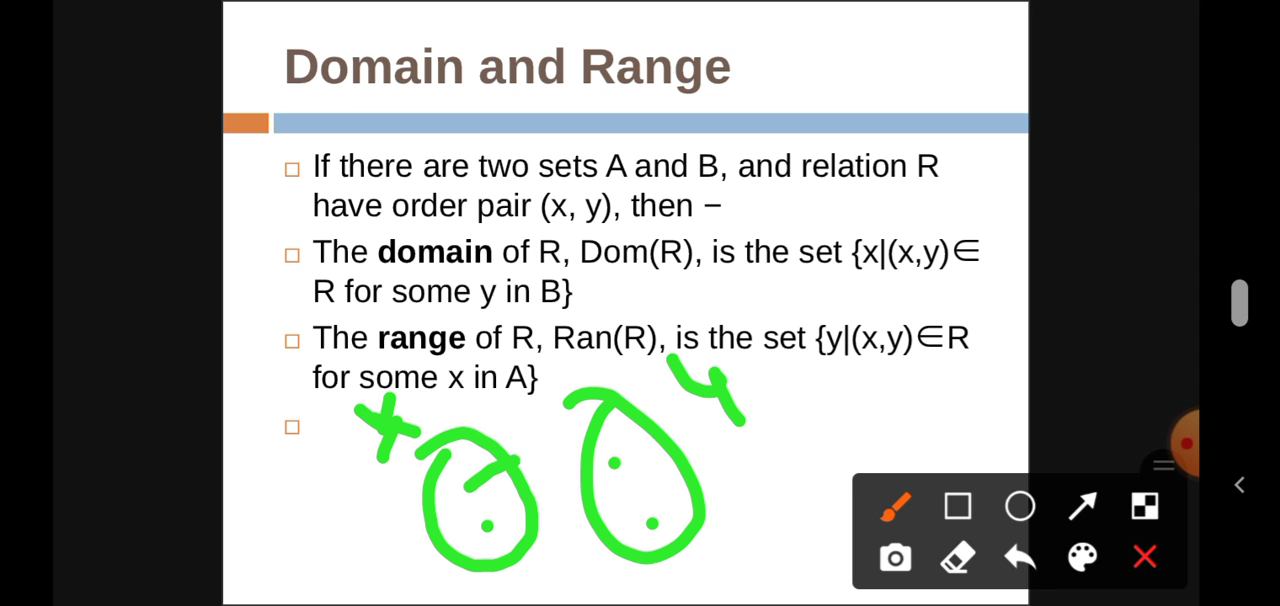 Domain and Range
If there are two sets A and B, and relation R
have order pair (x, y), then −
The domain of R, Dom(R), is the set {x|(x,y)∈
R for some y in B}
The range of R, Ran(R), is the set {y|(x,y)∈R
for some x in A}
x y